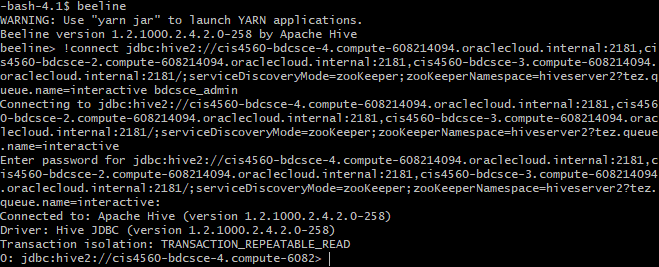 -bash-4.1$ beeline
WARNING: Use "yarn jar" to launch YARN applications.
Beeline version 1.2.1000.2.4.2.0-258 by Apache Hive
beeline> !connect jdbc:hive2://cis4560-bdcsce-4.compute-608214094.oraclecloud.internal:2181,ci
s4560-bdcsce-2.compute-608214094.oraclecloud.internal:2181,cis4560-bdcsce-3.compute-608214094.
oraclecloud.internal:2181/;serviceDiscoveryMode=zooKeeper;zooKeeperNamespace=hiveserver2?tez.q
ueue.name=interactive bdcsce_admin
Connecting to jdbc:hive2://cis4560-bdcsce-4.compute-608214094.oraclecloud.internal:2181,cis456
0-bdcsce-2.compute-608214094.oraclecloud.internal:2181,cis4560-bdcsce-3.compute-608214094.orac
lecloud.internal:2181/;serviceDiscoveryMode=zooKeeper;zooKeeperNamespace=hiveserver2?tez.queue
.name=interactive
Enter password for jdbc:hive2://cis4560-bdcsce-4.compute-608214094.oraclecloud.internal:2181,c
is4560-bdcsce-2.compute-608214094.oraclecloud.internal:2181,cis4560-bdcsce-3.compute-608214094
.oraclecloud.internal:2181/;serviceDiscoveryMode=zooKeeper;zooKeeperNamespace=hiveserver2?tez.
queue.name=interactive:
Connected to: Apache Hive (version 1.2.1000.2.4.2.0-258)
Driver: Hive JDBC (version 1.2.1000.2.4.2.0-258)
Transaction isolation: TRANSACTION_REPEATABLE_READ
0: jdbc:hive2://cis4560-bdcsce-4.compute-6082>